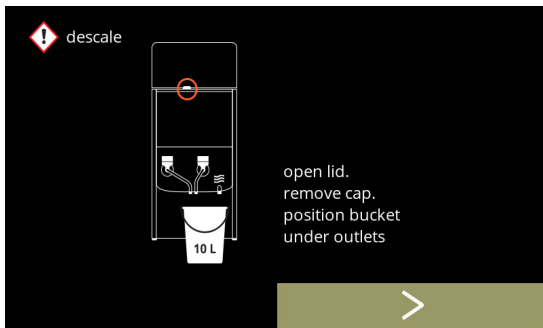 descale
open lid.
remove cap.
position bucket
under outlets
10 L